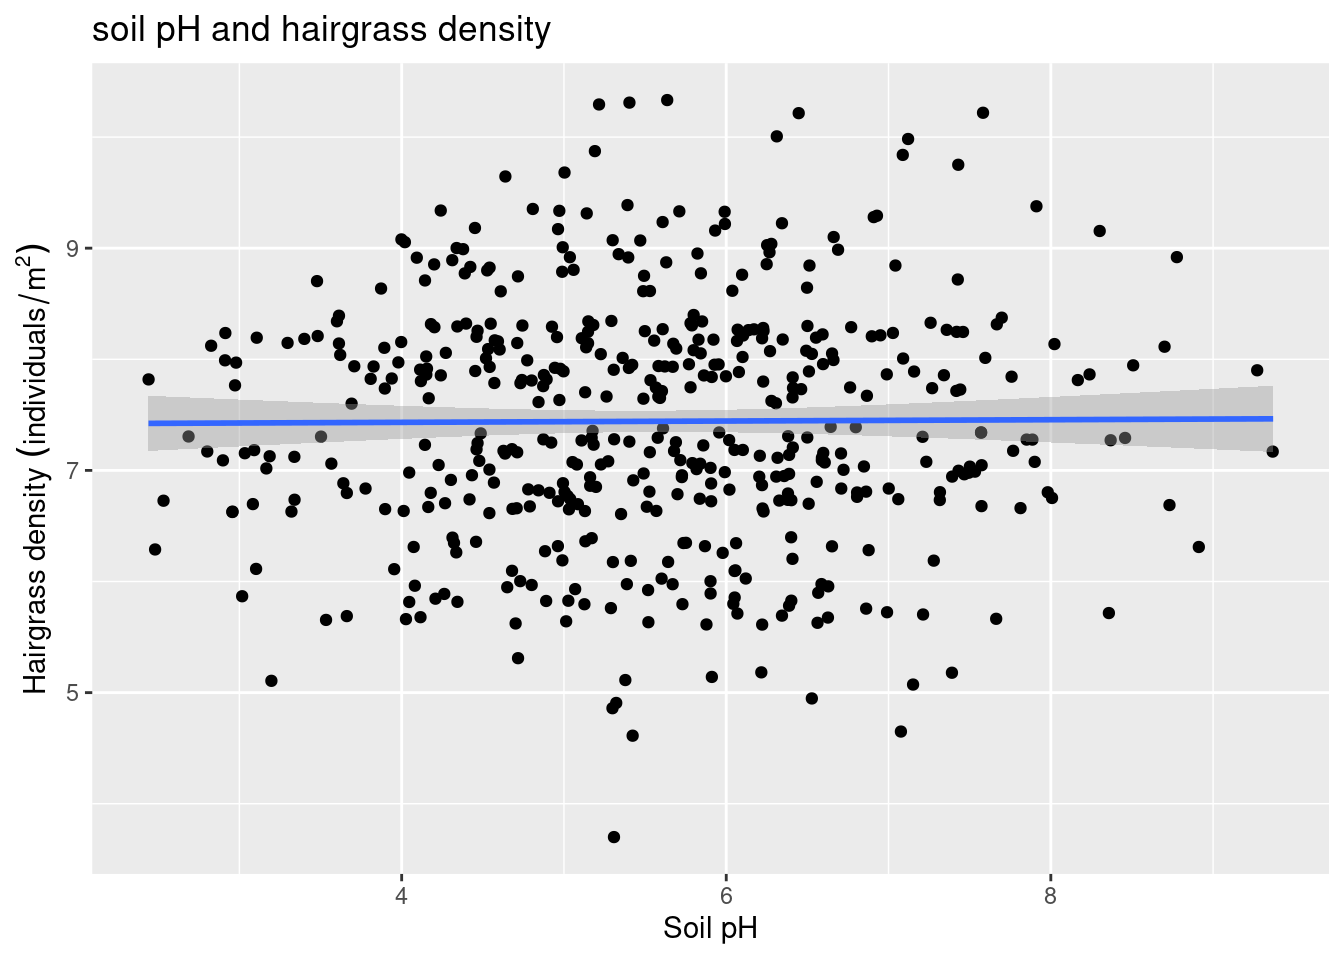 soil pH and hairgrass density
Hairgrass density (individuals/m²)
9
7
5
4 6 8
Soil pH